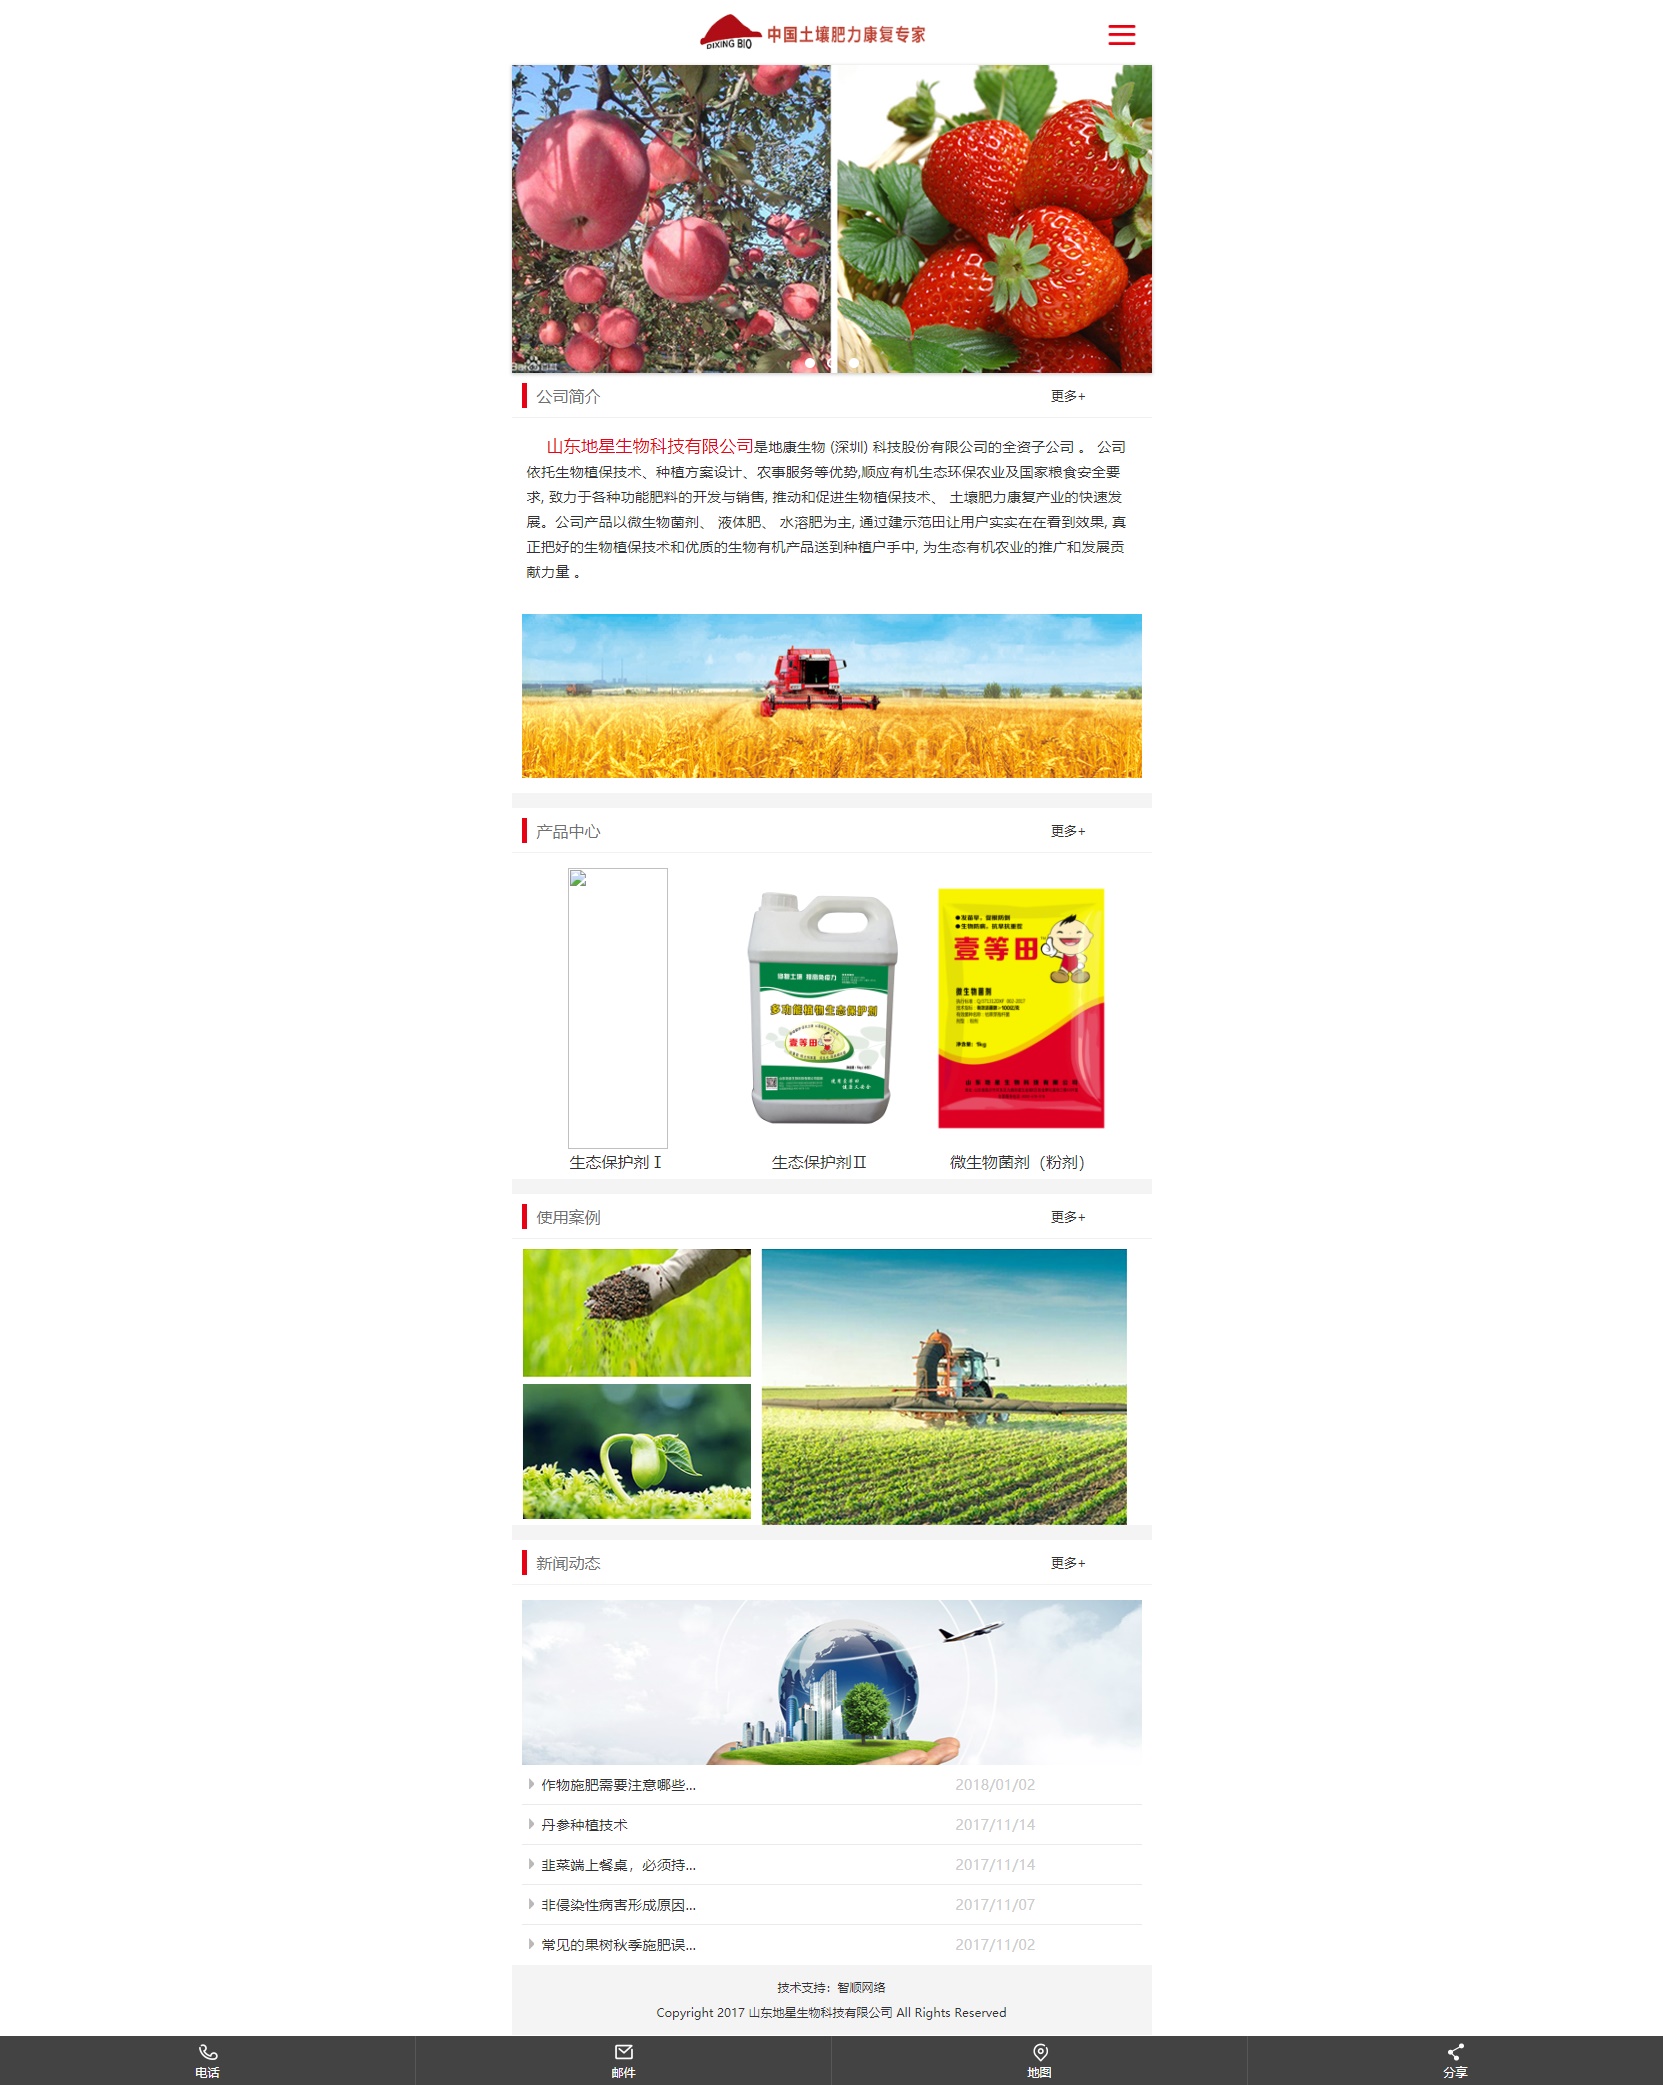 DIXING BIO 中国土壤肥力康复专家
Bai 百科
公司简介 更多+
山东地星生物科技有限公司是地康生物 (深圳) 科技股份有限公司的全资子公司 。 公司
依托生物植保技术、种植方案设计、农事服务等优势,顺应有机生态环保农业及国家粮食安全要
求, 致力于各种功能肥料的开发与销售, 推动和促进生物植保技术、 土壤肥力康复产业的快速发
展。公司产品以微生物菌剂、 液体肥、 水溶肥为主, 通过建示范田让用户实实在在看到效果, 真
正把好的生物植保技术和优质的生物有机产品送到种植户手中, 为生态有机农业的推广和发展贡
献力量 。
产品中心 更多+
多功能植物生态保护剂
壹等田
壹等田
微生物菌剂
净含量：1kg
生态保护剂Ⅰ 生态保护剂Ⅱ 微生物菌剂（粉剂）
使用案例 更多+
新闻动态 更多+
作物施肥需要注意哪些... 2018/01/02
丹参种植技术 2017/11/14
韭菜端上餐桌，必须持... 2017/11/14
非侵染性病害形成原因... 2017/11/07
常见的果树秋季施肥误... 2017/11/02
技术支持：智顺网络
Copyright 2017 山东地星生物科技有限公司 All Rights Reserved
电话 邮件 地图 分享